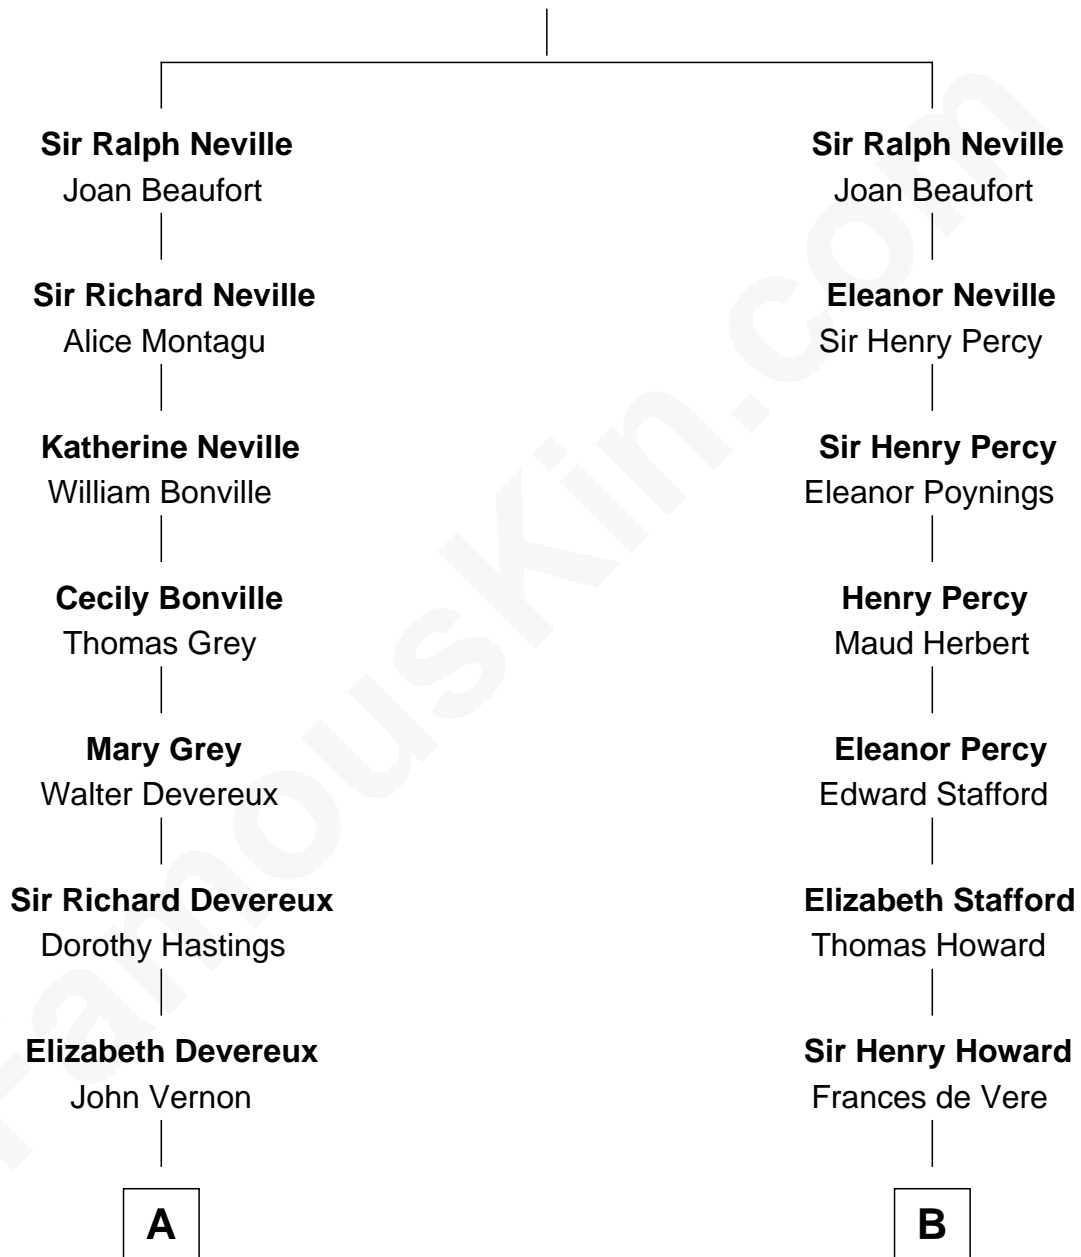 Sir Ralph Neville
Joan Beaufort
Sir Richard Neville
Alice Montagu
Katherine Neville
William Bonville
Cecily Bonville
Thomas Grey
Mary Grey
Walter Devereux
Sir Richard Devereux
Dorothy Hastings
Elizabeth Devereux
John Vernon
A
Sir Ralph Neville
Joan Beaufort
Eleanor Neville
Sir Henry Percy
Sir Henry Percy
Eleanor Poynings
Henry Percy
Maud Herbert
Eleanor Percy
Edward Stafford
Elizabeth Stafford
Thomas Howard
Sir Henry Howard
Frances de Vere
B
FamousKin.com